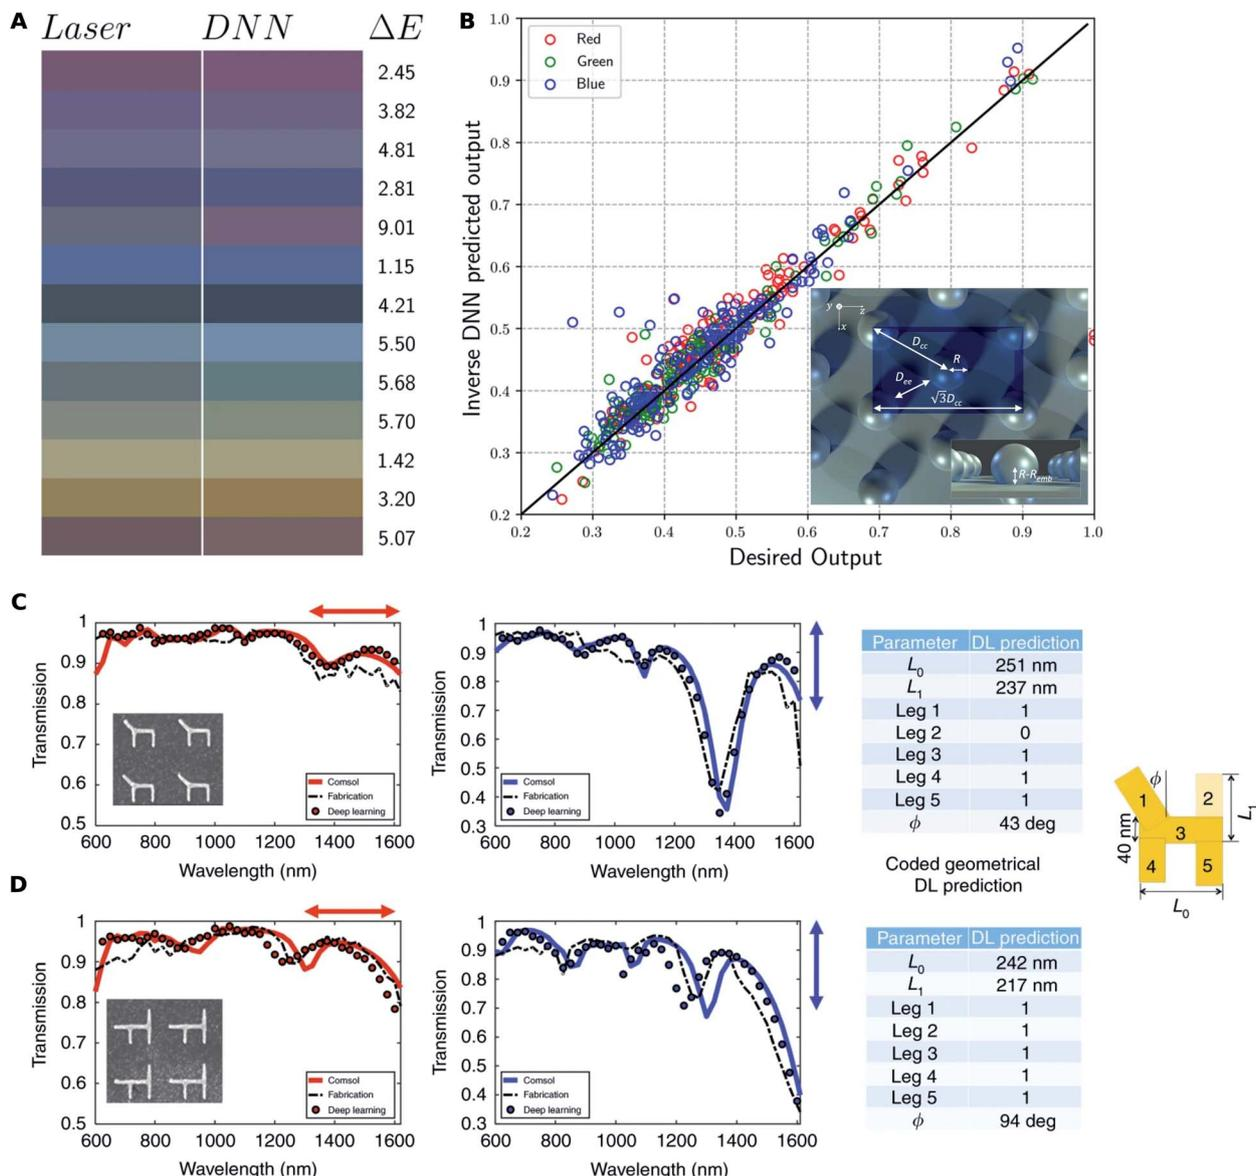 A
Laser DNN ΔE
2.45
3.82
4.81
2.81
9.01
1.15
4.21
5.50
5.68
5.70
1.42
3.20
5.07
B
Inverse DNN predicted output
1.0
0.9
0.8
0.7
0.6
0.5
0.4
0.3
0.2
Red
Green
Blue
y z
x
D_cc
R
D_ee
√3D_cc
R-R_emb
0.2 0.3 0.4 0.5 0.6 0.7 0.8 0.9 1.0
Desired Output
C
Transmission
1
0.9
0.8
0.7
0.6
0.5
Comsol
Fabrication
Deep learning
600 800 1000 1200 1400 1600
Wavelength (nm)
Transmission
1
0.9
0.8
0.7
0.6
0.5
0.4
0.3
Comsol
Fabrication
Deep learning
600 800 1000 1200 1400 1600
Wavelength (nm)
Parameter DL prediction
L_0 251 nm
L_1 237 nm
Leg 1 1
Leg 2 0
Leg 3 1
Leg 4 1
Leg 5 1
ϕ 43 deg
Coded geometrical
DL prediction
ϕ
1 2
3
4 5
40 nm
L_1
L_0
D
Transmission
1
0.9
0.8
0.7
0.6
0.5
Comsol
Fabrication
Deep learning
600 800 1000 1200 1400 1600
Wavelength (nm)
Transmission
1
0.9
0.8
0.7
0.6
0.5
0.4
0.3
Comsol
Fabrication
Deep learning
600 800 1000 1200 1400 1600
Wavelength (nm)
Parameter DL prediction
L_0 242 nm
L_1 217 nm
Leg 1 1
Leg 2 1
Leg 3 1
Leg 4 1
Leg 5 1
ϕ 94 deg